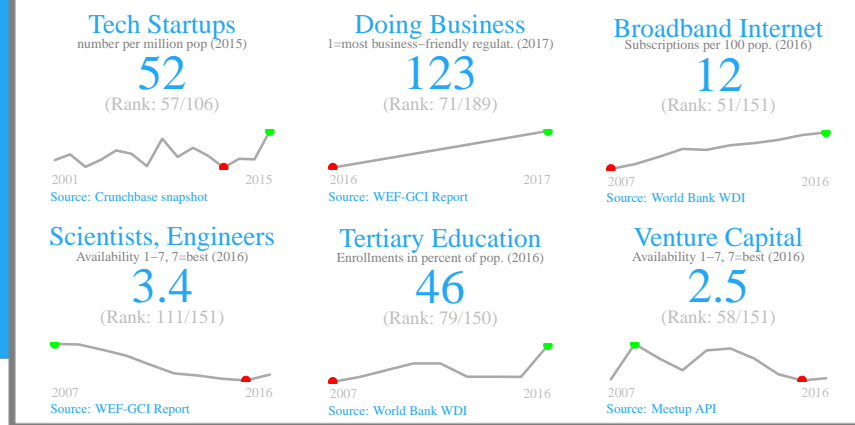 Tech Startups
number per million pop (2015)
52
(Rank: 57/106)
2001 2015
Source: Crunchbase snapshot
Doing Business
1=most business−friendly regulat. (2017)
123
(Rank: 71/189)
2016 2017
Source: WEF-GCI Report
Broadband Internet
Subscriptions per 100 pop. (2016)
12
(Rank: 51/151)
2007 2016
Source: World Bank WDI
Scientists, Engineers
Availability 1−7, 7=best (2016)
3.4
(Rank: 111/151)
2007 2016
Source: WEF-GCI Report
Tertiary Education
Enrollments in percent of pop. (2016)
46
(Rank: 79/150)
2007 2016
Source: World Bank WDI
Venture Capital
Availability 1−7, 7=best (2016)
2.5
(Rank: 58/151)
2007 2016
Source: Meetup API